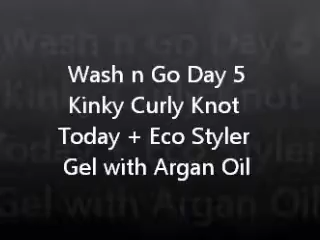 Wash n Go Day 5
Kinky Curly Knot
Today + Eco Styler
Gel with Argan Oil